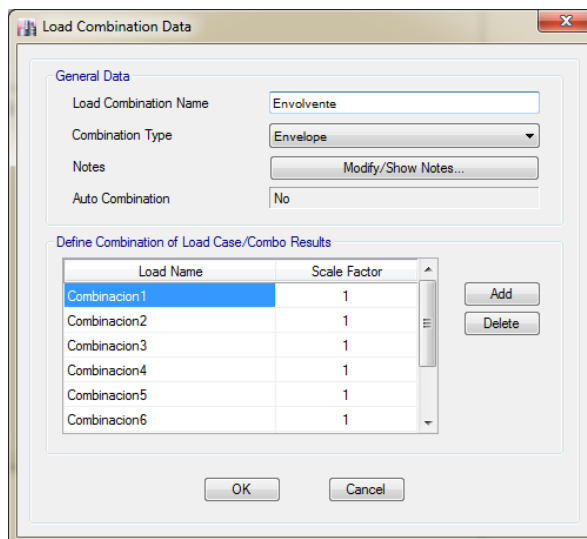 Load Combination Data
General Data
Load Combination Name Envolvente
Combination Type Envelope
Notes Modify/Show Notes...
Auto Combination No
Define Combination of Load Case/Combo Results
Load Name Scale Factor
Combinacion1 1
Combinacion2 1
Combinacion3 1
Combinacion4 1
Combinacion5 1
Combinacion6 1
Add
Delete
OK Cancel